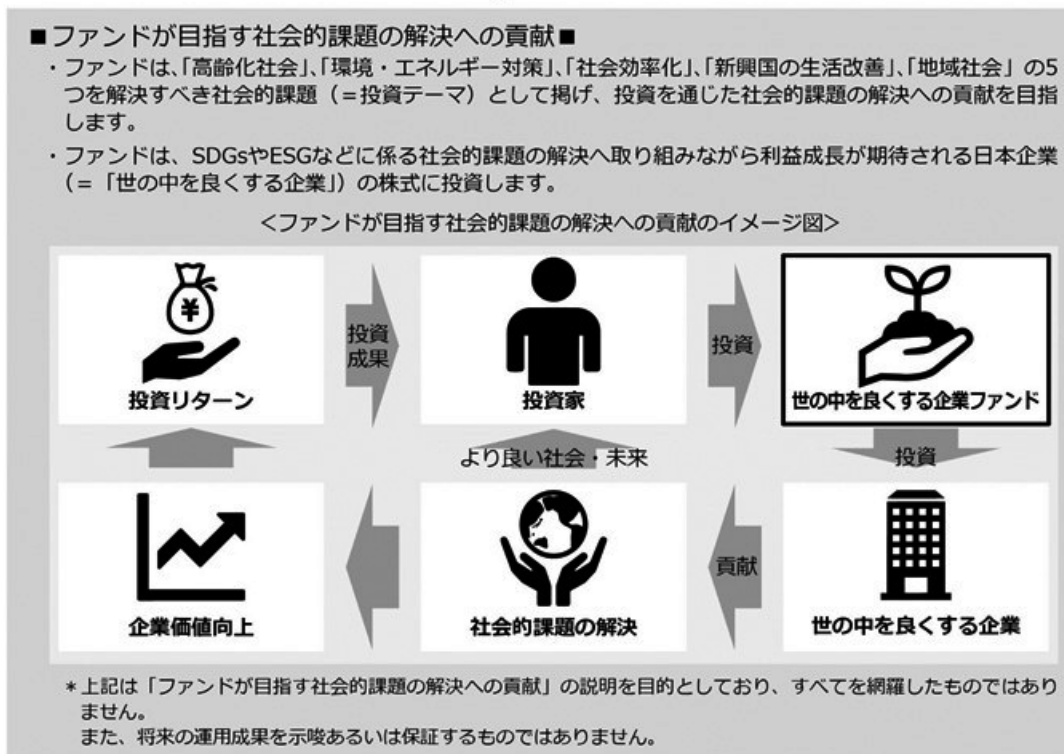 ■ファンドが目指す社会的課題の解決への貢献■
・ファンドは、「高齢化社会」、「環境・エネルギー対策」、「社会効率化」、「新興国の生活改善」、「地域社会」の5
つを解決すべき社会的課題（＝投資テーマ）として掲げ、投資を通じた社会的課題の解決への貢献を目指
します。
・ファンドは、SDGsやESGなどに係る社会的課題の解決へ取り組みながら利益成長が期待される日本企業
（＝「世の中を良くする企業」）の株式に投資します。
＜ファンドが目指す社会的課題の解決への貢献のイメージ図＞
¥
投資リターン
投資
成果
投資家
投資
世の中を良くする企業ファンド
より良い社会・未来
投資
企業価値向上
社会的課題の解決
貢献
世の中を良くする企業
＊上記は「ファンドが目指す社会的課題の解決への貢献」の説明を目的としており、すべてを網羅したものではあり
ません。
また、将来の運用成果を示唆あるいは保証するものではありません。